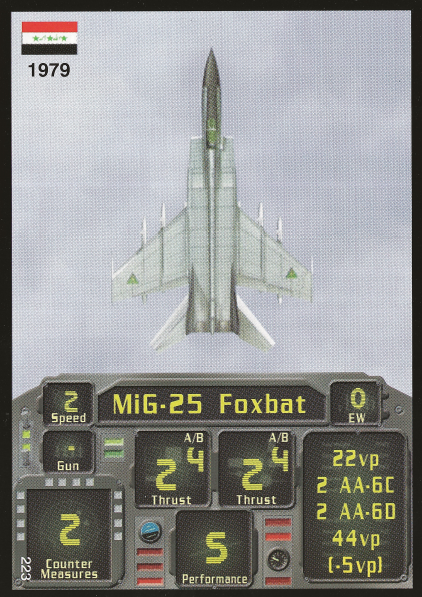 1979
2
Speed
MiG-25 Foxbat
0
EW
-
Gun
A/B
2 4
Thrust
A/B
2 4
Thrust
22vp
2 AA-6C
2 AA-6D
44vp
(-5vp)
2
Counter
Measures
5
Performance
223